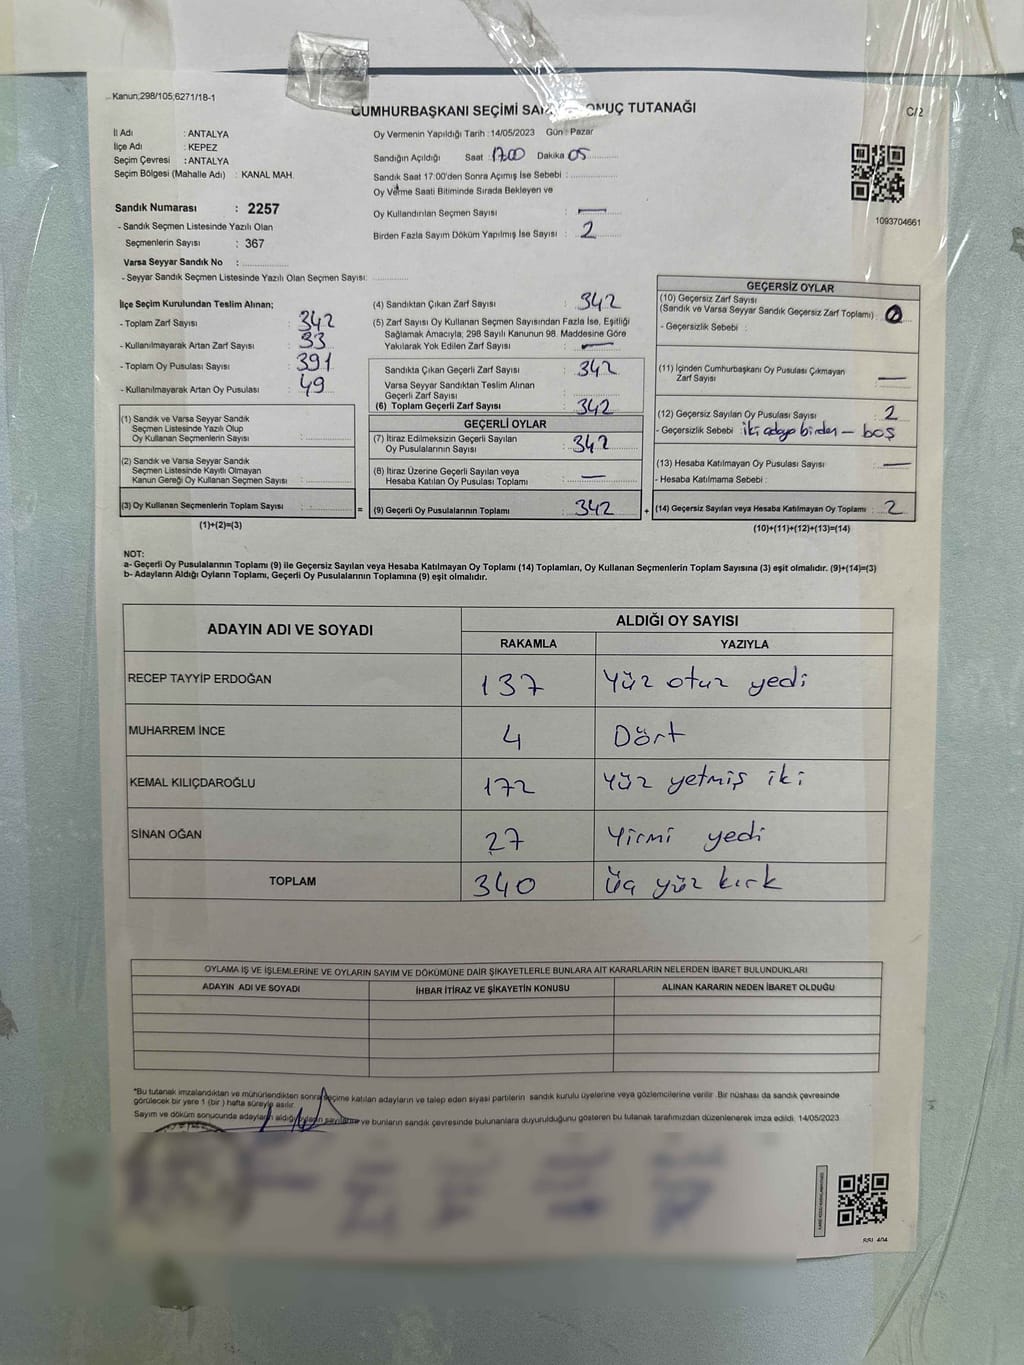 Kanun;298/105,6271/18-1
CUMHURBAŞKANI SEÇİMİ TUTANAĞI
C/2
İl Adı : ANTALYA
İlçe Adı : KEPEZ
Seçim Çevresi : ANTALYA
Seçim Bölgesi (Mahalle Adı) : KANAL MAH.
Oy Vermenin Yapıldığı Tarih : 14/05/2023 Gün : Pazar
Sandığın Açıldığı Saat : 17.00 Dakika 05
Sandık Saat 17:00'den Sonra Açımış İse Sebebi :
Oy Verme Saati Bitiminde Sırada Bekleyen ve
Oy Kullandırılan Seçmen Sayısı : —
Birden Fazla Sayım Döküm Yapılmış İse Sayısı : 2
1093704661
Sandık Numarası : 2257
- Sandık Seçmen Listesinde Yazılı Olan
Seçmenlerin Sayısı : 367
Varsa Seyyar Sandık No :
- Seyyar Sandık Seçmen Listesinde Yazılı Olan Seçmen Sayısı:
İlçe Seçim Kurulundan Teslim Alınan;
- Toplam Zarf Sayısı : 342
- Kullanılmayarak Artan Zarf Sayısı : 33
- Toplam Oy Pusulası Sayısı : 391
- Kullanılmayarak Artan Oy Pusulası : 49
(1) Sandık ve Varsa Seyyar Sandık
Seçmen Listesinde Yazılı Olup
Oy Kullanan Seçmenlerin Sayısı :
(2) Sandık ve Varsa Seyyar Sandık
Seçmen Listesinde Kayıtlı Olmayan
Kanun Gereği Oy Kullanan Seçmen Sayısı :
(3) Oy Kullanan Seçmenlerin Toplam Sayısı :
(1)+(2)=(3)
=
(4) Sandıktan Çıkan Zarf Sayısı : 342
(5) Zarf Sayısı Oy Kullanan Seçmen Sayısından Fazla İse, Eşitliği
Sağlamak Amacıyla; 298 Sayılı Kanunun 98. Maddesine Göre
Yakılarak Yok Edilen Zarf Sayısı : —
Sandıkta Çıkan Geçerli Zarf Sayısı : 342
Varsa Seyyar Sandıktan Teslim Alınan
Geçerli Zarf Sayısı :
(6) Toplam Geçerli Zarf Sayısı : 342
GEÇERLİ OYLAR
(7) İtiraz Edilmeksizin Geçerli Sayılan
Oy Pusulalarının Sayısı : 342
(8) İtiraz Üzerine Geçerli Sayılan veya
Hesaba Katılan Oy Pusulası Toplamı : —
(9) Geçerli Oy Pusulalarının Toplamı : 342
+
GEÇERSİZ OYLAR
(10) Geçersiz Zarf Sayısı
(Sandık ve Varsa Seyyar Sandık Geçersiz Zarf Toplamı) : 0
- Geçersizlik Sebebi :
(11) İçinden Cumhurbaşkanı Oy Pusulası Çıkmayan
Zarf Sayısı : —
(12) Geçersiz Sayılan Oy Pusulası Sayısı : 2
- Geçersizlik Sebebi : iki adaya birden – boş
(13) Hesaba Katılmayan Oy Pusulası Sayısı : —
- Hesaba Katılmama Sebebi :
(14) Geçersiz Sayılan veya Hesaba Katılmayan Oy Toplamı : 2
(10)+(11)+(12)+(13)=(14)
NOT:
a- Geçerli Oy Pusulalarının Toplamı (9) ile Geçersiz Sayılan veya Hesaba Katılmayan Oy Toplamı (14) Toplamları, Oy Kullanan Seçmenlerin Toplam Sayısına (3) eşit olmalıdır. (9)+(14)=(3)
b- Adayların Aldığı Oyların Toplamı, Geçerli Oy Pusulalarının Toplamına (9) eşit olmalıdır.
ADAYIN ADI VE SOYADI
ALDIĞI OY SAYISI
RAKAMLA YAZIYLA
RECEP TAYYİP ERDOĞAN 137 Yüz otuz yedi
MUHARREM İNCE 4 Dört
KEMAL KILIÇDAROĞLU 172 Yüz yetmiş iki
SİNAN OĞAN 27 Yirmi yedi
TOPLAM 340 Üç yüz kırk
OYLAMA İŞ VE İŞLEMLERİNE VE OYLARIN SAYIM VE DÖKÜMÜNE DAİR ŞİKAYETLERLE BUNLARA AİT KARARLARIN NELERDEN İBARET BULUNDUKLARI
ADAYIN ADI VE SOYADI İHBAR İTİRAZ VE ŞİKAYETİN KONUSU ALINAN KARARIN NEDEN İBARET OLDUĞU
*Bu tutanak imzalandıktan ve mühürlendikten sonra seçime katılan adayların ve talep eden siyasi partilerin sandık kurulu üyelerine veya gözlemcilerine verilir. Bir nüshası da sandık çevresinde
görülecek bir yere 1 (bir ) hafta süreyle asılır.
Sayım ve döküm sonucunda adayların aldığı oyların sayılarını ve bunların sandık çevresinde bulunanlara duyurulduğunu gösteren bu tutanak tarafımızdan düzenlenerek imza edildi. 14/05/2023